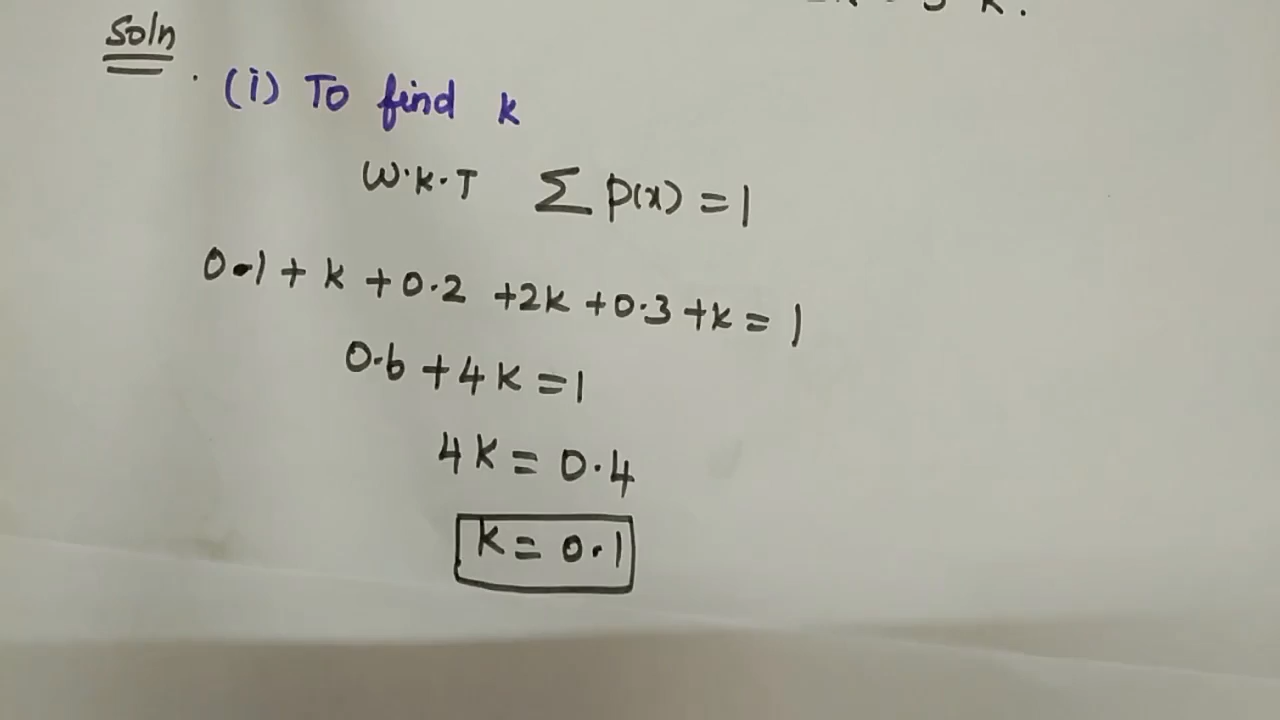 Soln
(i) To find k
W.K.T Σ P(x) = 1
0.1 + k + 0.2 + 2k + 0.3 + k = 1
0.6 + 4k = 1
4k = 0.4
k = 0.1